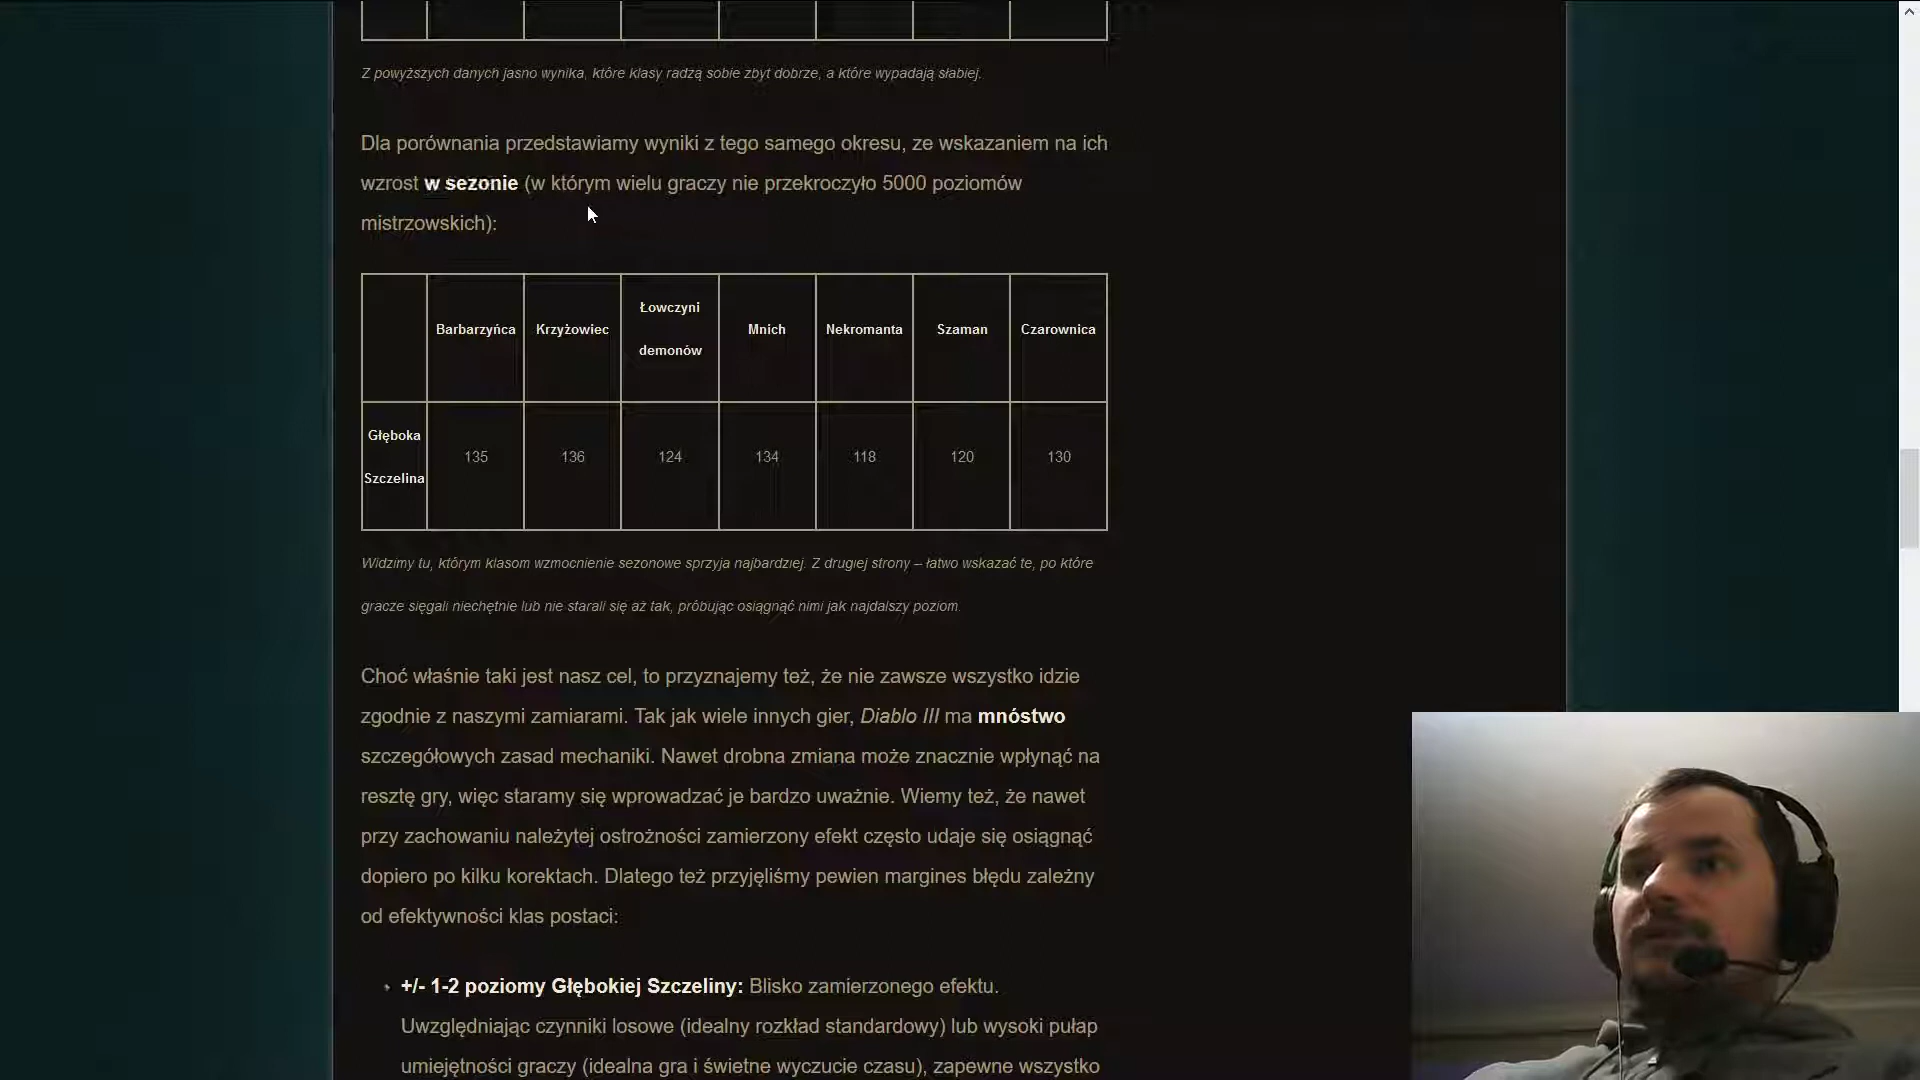 Z powyższych danych jasno wynika, które klasy radzą sobie zbyt dobrze, a które wypadają słabiej.
Dla porównania przedstawiamy wyniki z tego samego okresu, ze wskazaniem na ich
wzrost w sezonie (w którym wielu graczy nie przekroczyło 5000 poziomów
mistrzowskich):
Barbarzyńca Krzyżowiec Łowczyni demonów Mnich Nekromanta Szaman Czarownica
Głęboka Szczelina 135 136 124 134 118 120 130
Widzimy tu, którym klasom wzmocnienie sezonowe sprzyja najbardziej. Z drugiej strony – łatwo wskazać te, po które
gracze sięgali niechętnie lub nie starali się aż tak, próbując osiągnąć nimi jak najdalszy poziom.
Choć właśnie taki jest nasz cel, to przyznajemy też, że nie zawsze wszystko idzie
zgodnie z naszymi zamiarami. Tak jak wiele innych gier, Diablo III ma mnóstwo
szczegółowych zasad mechaniki. Nawet drobna zmiana może znacznie wpłynąć na
resztę gry, więc staramy się wprowadzać je bardzo uważnie. Wiemy też, że nawet
przy zachowaniu należytej ostrożności zamierzony efekt często udaje się osiągnąć
dopiero po kilku korektach. Dlatego też przyjęliśmy pewien margines błędu zależny
od efektywności klas postaci:
+/- 1-2 poziomy Głębokiej Szczeliny: Blisko zamierzonego efektu.
Uwzględniając czynniki losowe (idealny rozkład standardowy) lub wysoki pułap
umiejętności graczy (idealna gra i świetne wyczucie czasu), zapewne wszystko